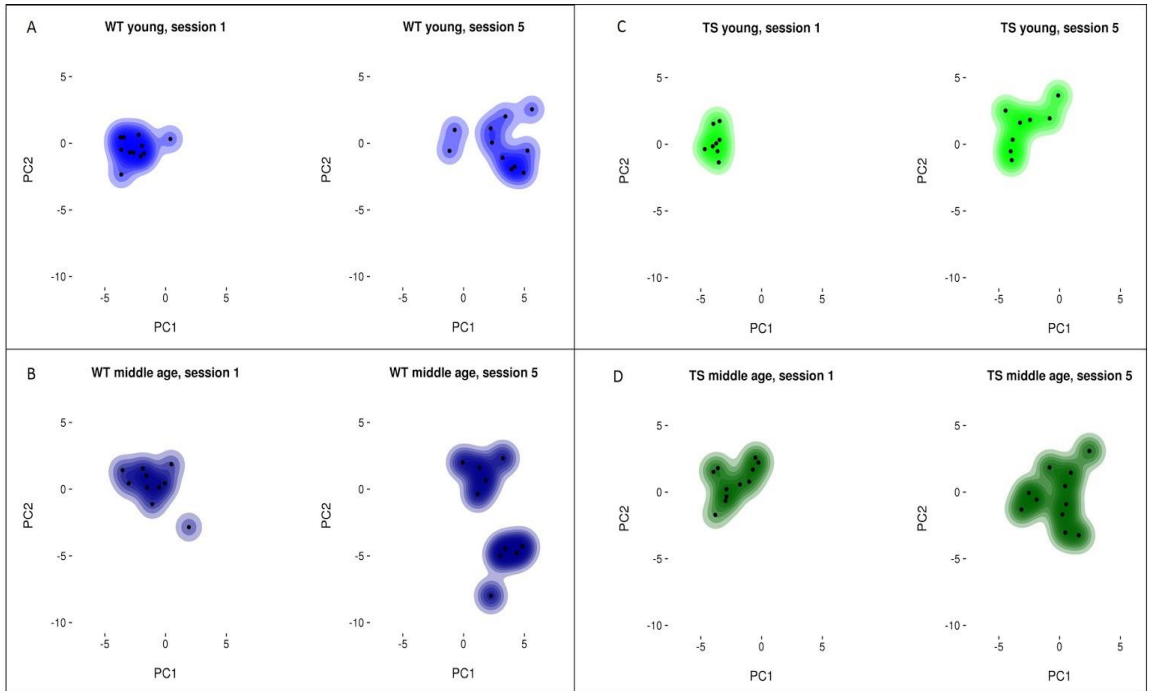 A
WT young, session 1
WT young, session 5
5
0
-5
-10
PC2
-5 0 5
PC1
5
0
-5
-10
PC2
-5 0 5
PC1
C
TS young, session 1
TS young, session 5
5
0
-5
-10
PC2
-5 0 5
PC1
5
0
-5
-10
PC2
-5 0 5
PC1
B
WT middle age, session 1
WT middle age, session 5
5
0
-5
-10
PC2
-5 0 5
PC1
5
0
-5
-10
PC2
-5 0 5
PC1
D
TS middle age, session 1
TS middle age, session 5
5
0
-5
-10
PC2
-5 0 5
PC1
5
0
-5
-10
PC2
-5 0 5
PC1